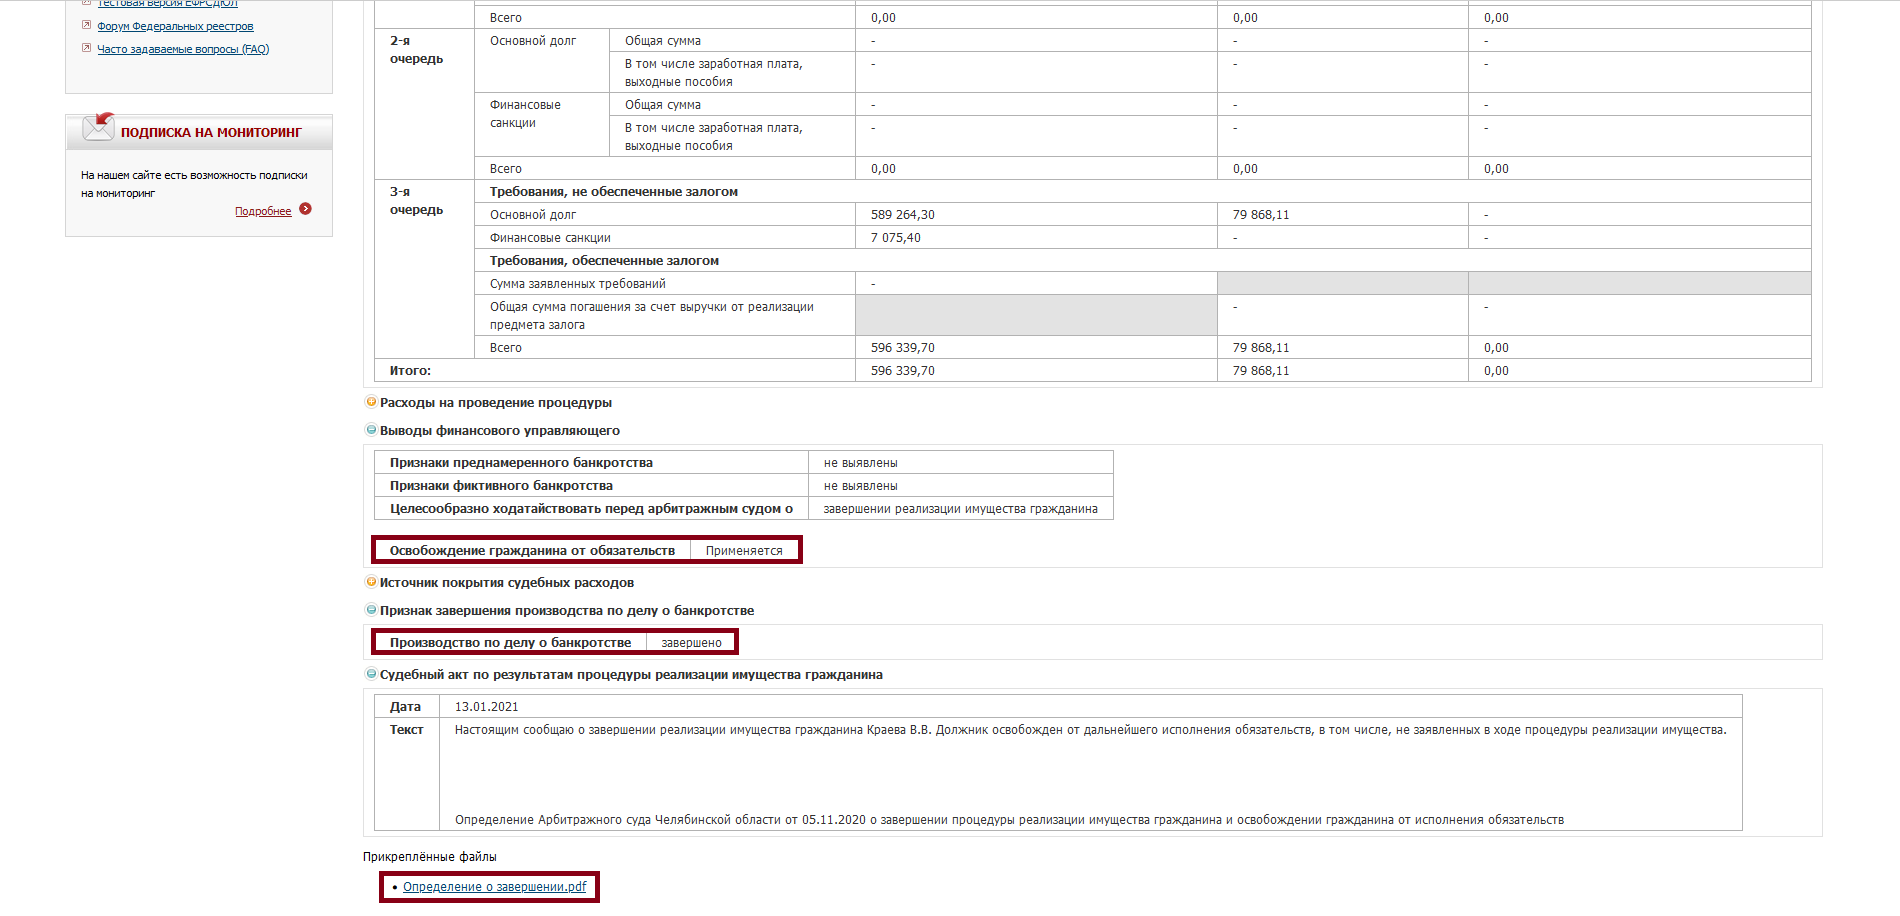 Тестовая версия ЕФРСДЮЛ
Форум Федеральных реестров
Часто задаваемые вопросы (FAQ)
ПОДПИСКА НА МОНИТОРИНГ
На нашем сайте есть возможность подписки
на мониторинг
Подробнее
Всего 0,00 0,00 0,00
2-я
очередь
Основной долг Общая сумма - - -
В том числе заработная плата,
выходные пособия - - -
Финансовые
санкции
Общая сумма - - -
В том числе заработная плата,
выходные пособия - - -
Всего 0,00 0,00 0,00
3-я
очередь
Требования, не обеспеченные залогом
Основной долг 589 264,30 79 868,11 -
Финансовые санкции 7 075,40 - -
Требования, обеспеченные залогом
Сумма заявленных требований -
Общая сумма погашения за счет выручки от реализации
предмета залога - -
Всего 596 339,70 79 868,11 0,00
Итого: 596 339,70 79 868,11 0,00
Расходы на проведение процедуры
Выводы финансового управляющего
Признаки преднамеренного банкротства не выявлены
Признаки фиктивного банкротства не выявлены
Целесообразно ходатайствовать перед арбитражным судом о завершении реализации имущества гражданина
Освобождение гражданина от обязательств Применяется
Источник покрытия судебных расходов
Признак завершения производства по делу о банкротстве
Производство по делу о банкротстве завершено
Судебный акт по результатам процедуры реализации имущества гражданина
Дата 13.01.2021
Текст Настоящим сообщаю о завершении реализации имущества гражданина Краева В.В. Должник освобожден от дальнейшего исполнения обязательств, в том числе, не заявленных в ходе процедуры реализации имущества.
Определение Арбитражного суда Челябинской области от 05.11.2020 о завершении процедуры реализации имущества гражданина и освобождении гражданина от исполнения обязательств
Прикреплённые файлы
• Определение о завершении.pdf